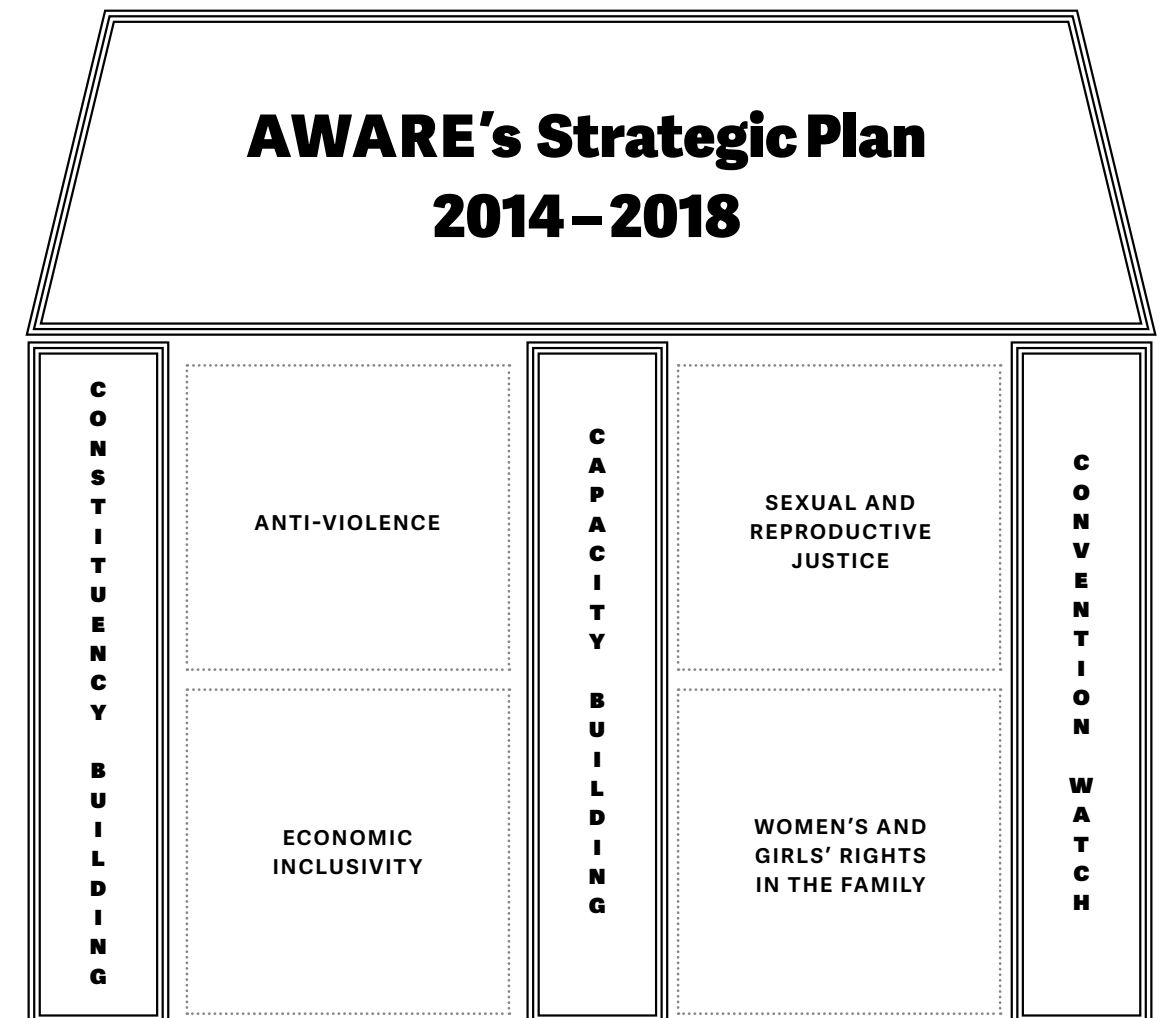 AWARE’s Strategic Plan
2014 – 2018
CONSTITUENCY BUILDING
ANTI-VIOLENCE
ECONOMIC
INCLUSIVITY
CAPACITY BUILDING
SEXUAL AND
REPRODUCTIVE
JUSTICE
WOMEN’S AND
GIRLS’ RIGHTS
IN THE FAMILY
CONVENTION WATCH